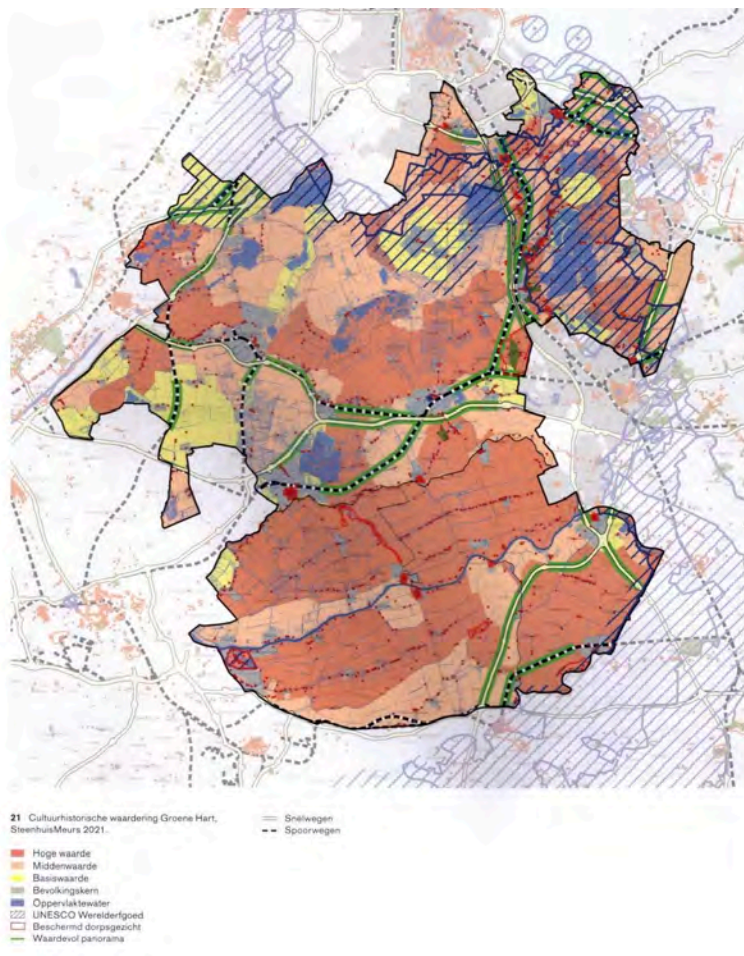 21 Cultuurhistorische waardering Groene Hart,
SteenhuisMeurs 2021.
Hoge waarde
Middenwaarde
Basiswaarde
Bevolkingskern
Oppervlaktewater
UNESCO Werelderfgoed
Beschermd dorpsgezicht
Waardevol panorama
Snelwegen
Spoorwegen